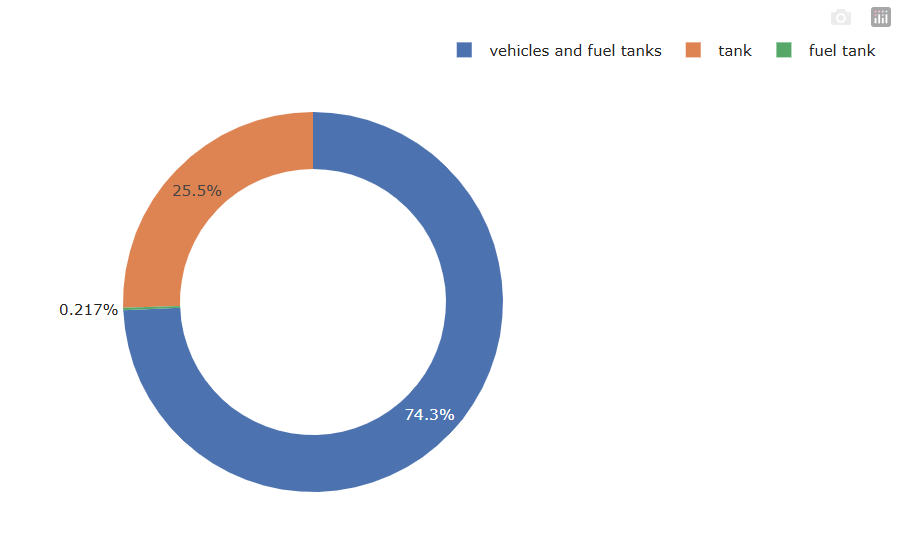 vehicles and fuel tanks tank fuel tank
25.5%
0.217%
74.3%